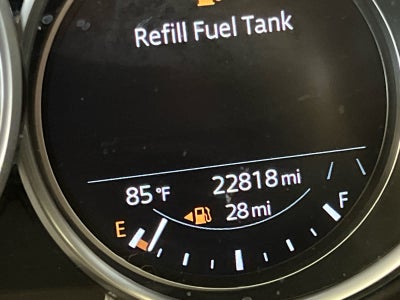 Refill Fuel Tank
85°F 22818 mi
28 mi
E F